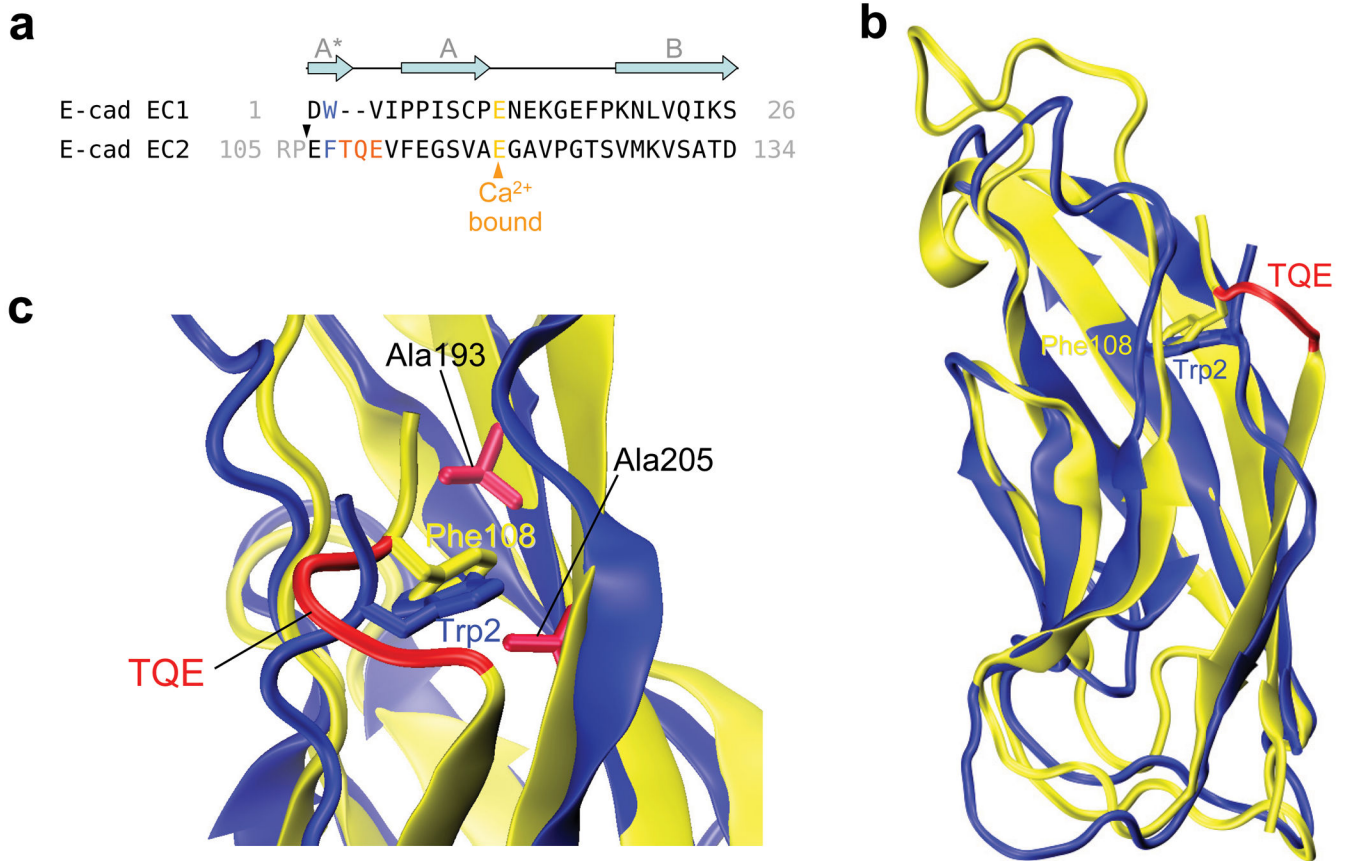 a
A* A B
E-cad EC1 1 DW--VIPPISCPENEKGEFPKNLVQIKS 26
E-cad EC2 105 RPEFTQEVFEGSVAEGAVPGTSVMKVSATD 134
Ca2+
bound
b
TQE
Phe108
Trp2
c
Ala193
Ala205
Phe108
Trp2
TQE